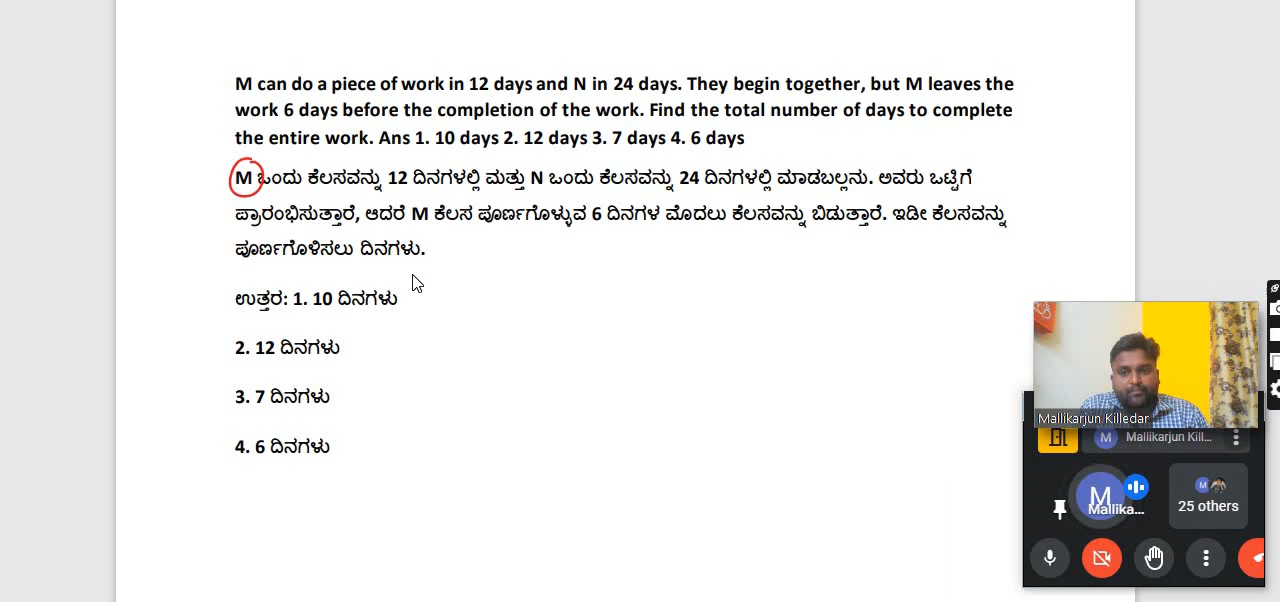 M can do a piece of work in 12 days and N in 24 days. They begin together, but M leaves the
work 6 days before the completion of the work. Find the total number of days to complete
the entire work. Ans 1. 10 days 2. 12 days 3. 7 days 4. 6 days
M ಒಂದು ಕೆಲಸವನ್ನು 12 ದಿನಗಳಲ್ಲಿ ಮತ್ತು N ಒಂದು ಕೆಲಸವನ್ನು 24 ದಿನಗಳಲ್ಲಿ ಮಾಡಬಲ್ಲನು. ಅವರು ಒಟ್ಟಿಗೆ
ಪ್ರಾರಂಭಿಸುತ್ತಾರೆ, ಆದರೆ M ಕೆಲಸ ಪೂರ್ಣಗೊಳ್ಳುವ 6 ದಿನಗಳ ಮೊದಲು ಕೆಲಸವನ್ನು ಬಿಡುತ್ತಾರೆ. ಇಡೀ ಕೆಲಸವನ್ನು
ಪೂರ್ಣಗೊಳಿಸಲು ದಿನಗಳು.
ಉತ್ತರ: 1. 10 ದಿನಗಳು
2. 12 ದಿನಗಳು
3. 7 ದಿನಗಳು
4. 6 ದಿನಗಳು
Mallikarjun Killedar
M Mallikarjun Kill...
M Mallika...
M
25 others